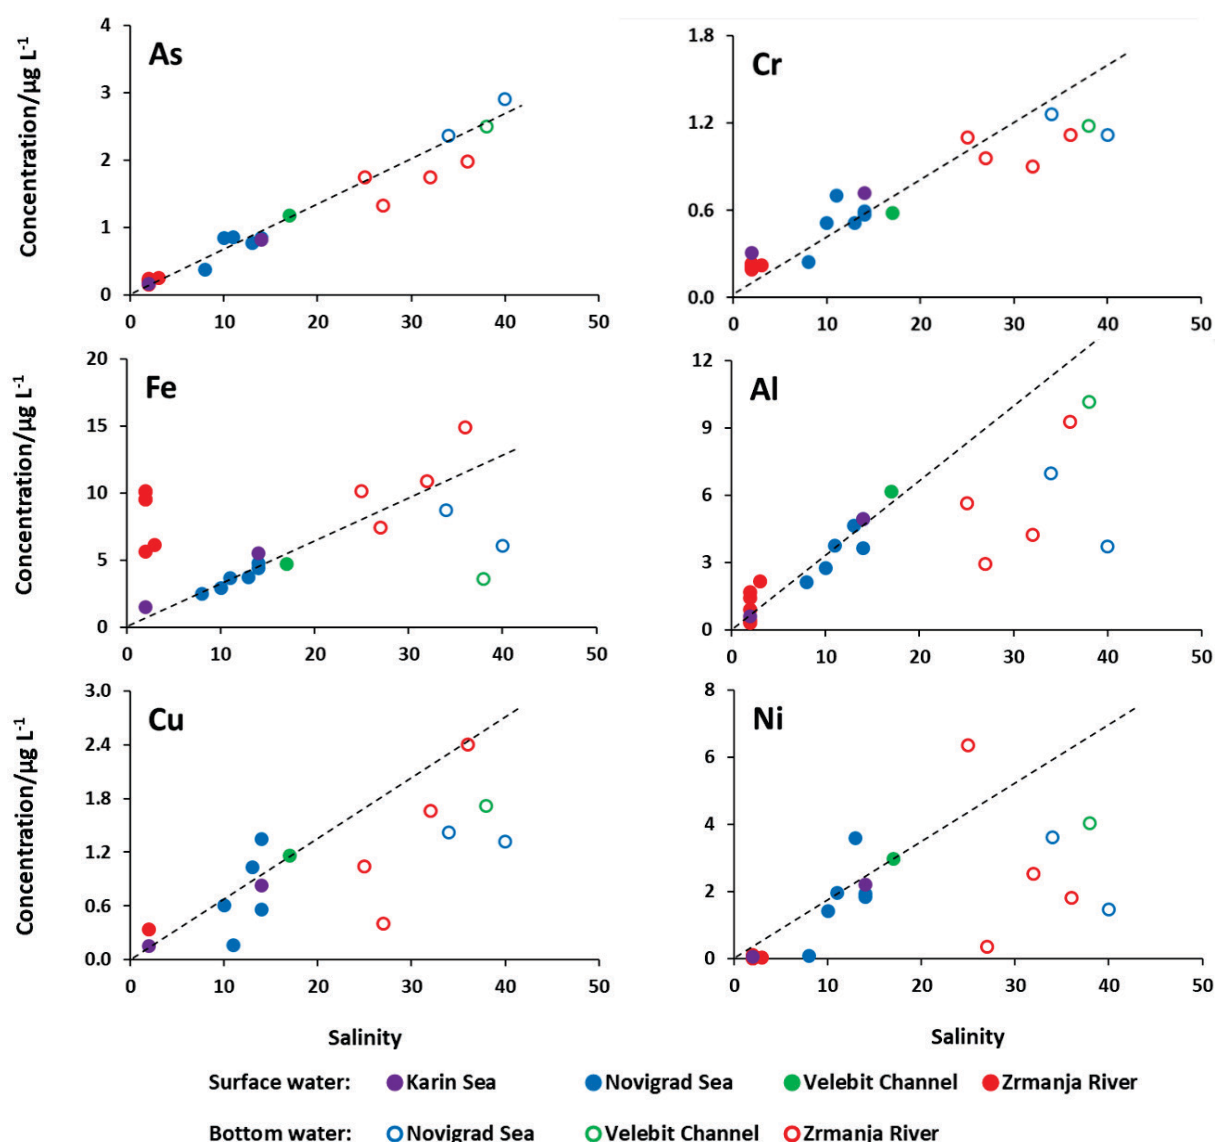 As
Concentration/µg L-1
4
3
2
1
0
0 10 20 30 40 50
Cr
1.8
1.2
0.6
0.0
0 10 20 30 40 50
Fe
Concentration/µg L-1
20
15
10
5
0
0 10 20 30 40 50
Al
12
9
6
3
0
0 10 20 30 40 50
Cu
Concentration/µg L-1
3.0
2.4
1.8
1.2
0.6
0.0
0 10 20 30 40 50
Salinity
Ni
8
6
4
2
0
0 10 20 30 40 50
Salinity
Surface water: Karin Sea Novigrad Sea Velebit Channel Zrmanja River
Bottom water: Novigrad Sea Velebit Channel Zrmanja River